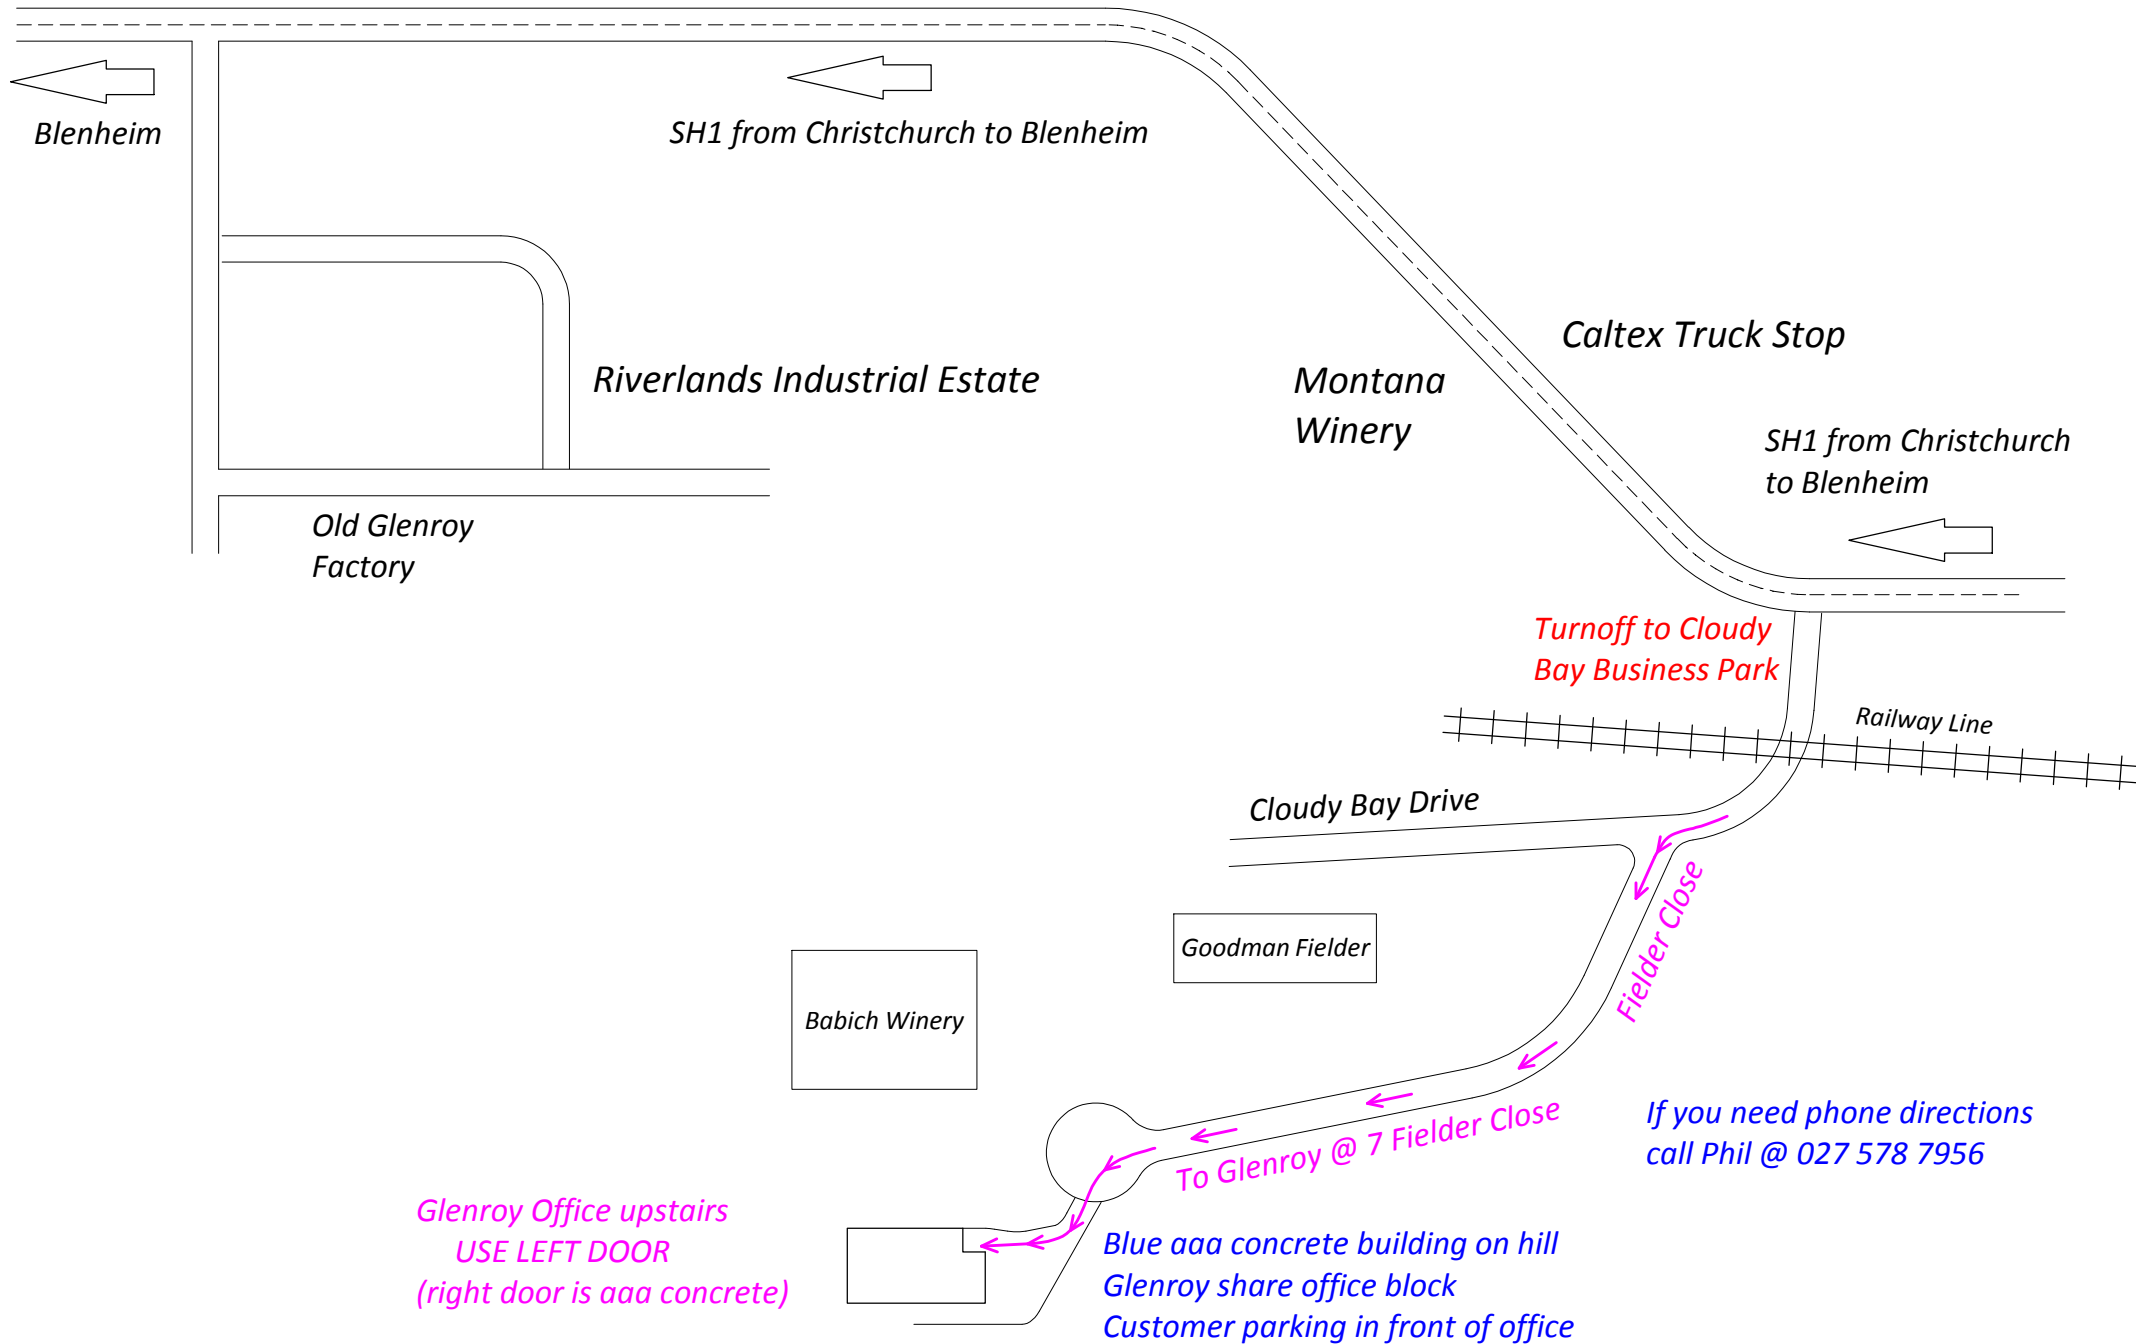 Blenheim
SH1 from Christchurch to Blenheim
Caltex Truck Stop
Riverlands Industrial Estate
Montana
Winery
SH1 from Christchurch
to Blenheim
Old Glenroy
Factory
Turnoff to Cloudy
Bay Business Park
Railway Line
Cloudy Bay Drive
Fielder Close
Goodman Fielder
Babich Winery
To Glenroy @ 7 Fielder Close
If you need phone directions
call Phil @ 027 578 7956
Glenroy Office upstairs
USE LEFT DOOR
(right door is aaa concrete)
Blue aaa concrete building on hill
Glenroy share office block
Customer parking in front of office